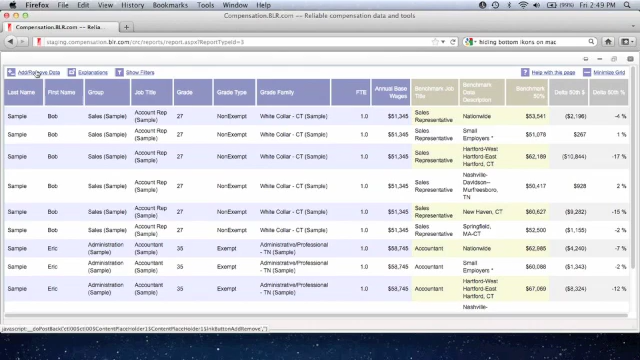 Firefox File Edit View History Bookmarks Tools Window Help (99%) Fri 2:49 PM
Compensation.BLR.com - Reliable compensation data and tools
Compensation.BLR.com - Reliab...
staging.compensation.blr.com/crc/reports/report.aspx?ReportTypeId=3
hiding bottom ikons on mac
Add/Remove Data Explanations Show Filters Help with this page Minimize Grid
Last Name First Name Group Job Title Grade Grade Type Grade Family FTE Annual Base Wages Benchmark Job Title Benchmark Data Description Benchmark 50% Delta Both $ Delta Both %
Sample Bob Sales (Sample) Account Rep (Sample) 27 NonExempt White Collar - CT (Sample) 1.0 $51,345 Sales Representative Nationwide $53,541 ($2,196) -4 %
Sample Bob Sales (Sample) Account Rep (Sample) 27 NonExempt White Collar - CT (Sample) 1.0 $51,345 Sales Representative Small Employers * $51,078 $267 1 %
Sample Bob Sales (Sample) Account Rep (Sample) 27 NonExempt White Collar - CT (Sample) 1.0 $51,345 Sales Representative Hartford-West Hartford-East Hartford, CT $62,189 ($10,844) -17 %
Sample Bob Sales (Sample) Account Rep (Sample) 27 NonExempt White Collar - CT (Sample) 1.0 $51,345 Sales Representative Nashville-Davidson--Murfreesboro, TN $50,417 $928 2 %
Sample Bob Sales (Sample) Account Rep (Sample) 27 NonExempt White Collar - CT (Sample) 1.0 $51,345 Sales Representative New Haven, CT $60,627 ($9,282) -15 %
Sample Bob Sales (Sample) Account Rep (Sample) 27 NonExempt White Collar - CT (Sample) 1.0 $51,345 Sales Representative Springfield, MA-CT $52,500 ($1,155) -2 %
Sample Eric Administration (Sample) Accountant (Sample) 35 Exempt Administrative/Professional - TN (Sample) 1.0 $58,745 Accountant Nationwide $62,985 ($4,240) -7 %
Sample Eric Administration (Sample) Accountant (Sample) 35 Exempt Administrative/Professional - TN (Sample) 1.0 $58,745 Accountant Small Employers * $60,088 ($1,343) -2 %
Sample Eric Administration (Sample) Accountant (Sample) 35 Exempt Administrative/Professional - TN (Sample) 1.0 $58,745 Accountant Hartford-West Hartford-East Hartford, CT $67,069 ($8,324) -12 %
Nashville-